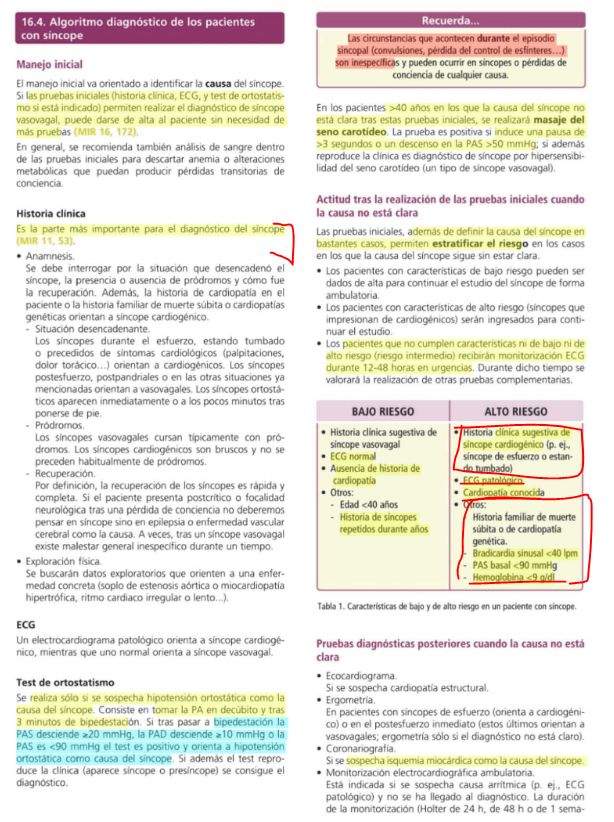 16.4. Algoritmo diagnóstico de los pacientes
con síncope
Manejo inicial
El manejo inicial va orientado a identificar la causa del síncope.
Si las pruebas iniciales (historia clínica, ECG, y test de ortostatis-
mo si está indicado) permiten realizar el diagnóstico de síncope
vasovagal, puede darse de alta al paciente sin necesidad de
más pruebas (MIR 16, 172).
En general, se recomienda también análisis de sangre dentro
de las pruebas iniciales para descartar anemia o alteraciones
metabólicas que puedan producir pérdidas transitorias de
conciencia.
Historia clínica
Es la parte más importante para el diagnóstico del síncope
(MIR 11, 53).
• Anamnesis.
Se debe interrogar por la situación que desencadenó el
síncope, la presencia o ausencia de pródromos y cómo fue
la recuperación. Además, la historia de cardiopatía en el
paciente o la historia familiar de muerte súbita o cardiopatías
genéticas orientan a síncope cardiogénico.
- Situación desencadenante.
Los síncopes durante el esfuerzo, estando tumbado
o precedidos de síntomas cardiológicos (palpitaciones,
dolor torácico...) orientan a cardiogénicos. Los síncopes
postesfuerzo, postpandriales o en las otras situaciones ya
mencionadas orientan a vasovagales. Los síncopes ortostá-
ticos aparecen inmediatamente o a los pocos minutos tras
ponerse de pie.
- Pródromos.
Los síncopes vasovagales cursan típicamente con pró-
dromos. Los síncopes cardiogénicos son bruscos y no se
preceden habitualmente de pródromos.
- Recuperación.
Por definición, la recuperación de los síncopes es rápida y
completa. Si el paciente presenta postcrítico o focalidad
neurológica tras una pérdida de conciencia no deberemos
pensar en síncope sino en epilepsia o enfermedad vascular
cerebral como la causa. A veces, tras un síncope vasovagal
existe malestar general inespecífico durante un tiempo.
• Exploración física.
Se buscarán datos exploratorios que orienten a una enfer-
medad concreta (soplo de estenosis aórtica o miocardiopatía
hipertrófica, ritmo cardiaco irregular o lento...).
ECG
Un electrocardiograma patológico orienta a síncope cardiogé-
nico, mientras que uno normal orienta a síncope vasovagal.
Test de ortostatismo
Se realiza sólo si se sospecha hipotensión ortostática como la
causa del síncope. Consiste en tomar la PA en decúbito y tras
3 minutos de bipedestación. Si tras pasar a bipedestación la
PAS desciende ≥20 mmHg, la PAD desciende ≥10 mmHg o la
PAS es <90 mmHg el test es positivo y orienta a hipotensión
ortostática como causa del síncope. Si además el test repro-
duce la clínica (aparece síncope o presíncope) se consigue el
diagnóstico.
Recuerda...
Las circunstancias que acontecen durante el episodio
sincopal (convulsiones, pérdida del control de esfínteres...)
son inespecíficas y pueden ocurrir en síncopes o pérdidas de
conciencia de cualquier causa.
En los pacientes >40 años en los que la causa del síncope no
está clara tras estas pruebas iniciales, se realizará masaje del
seno carotídeo. La prueba es positiva si induce una pausa de
>3 segundos o un descenso en la PAS >50 mmHg; si además
reproduce la clínica es diagnóstico de síncope por hipersensibi-
lidad del seno carotídeo (un tipo de síncope vasovagal).
Actitud tras la realización de las pruebas iniciales cuando
la causa no está clara
Las pruebas iniciales, además de definir la causa del síncope en
bastantes casos, permiten estratificar el riesgo en los casos
en los que la causa del síncope sigue sin estar clara.
• Los pacientes con características de bajo riesgo pueden ser
dados de alta para continuar el estudio del síncope de forma
ambulatoria.
• Los pacientes con características de alto riesgo (síncopes que
impresionan de cardiogénicos) serán ingresados para conti-
nuar el estudio.
• Los pacientes que no cumplen características ni de bajo ni de
alto riesgo (riesgo intermedio) recibirán monitorización ECG
durante 12-48 horas en urgencias. Durante dicho tiempo se
valorará la realización de otras pruebas complementarias.
BAJO RIESGO
• Historia clínica sugestiva de
síncope vasovagal
• ECG normal
• Ausencia de historia de
cardiopatía
• Otros:
- Edad <40 años
- Historia de síncopes
repetidos durante años
ALTO RIESGO
• Historia clínica sugestiva de
síncope cardiogénico (p. ej.,
síncope de esfuerzo o estan-
do tumbado)
• ECG patológico
• Cardiopatía conocida
• Otros:
Historia familiar de muerte
súbita o de cardiopatía
genética.
- Bradicardia sinusal <40 lpm
- PAS basal <90 mmHg
- Hemoglobina <9 g/dl
Tabla 1. Características de bajo y de alto riesgo en un paciente con síncope.
Pruebas diagnósticas posteriores cuando la causa no está
clara
• Ecocardiograma.
Si se sospecha cardiopatía estructural.
• Ergometría.
En pacientes con síncopes de esfuerzo (orienta a cardiogéni-
co) o en el postesfuerzo inmediato (estos últimos orientan a
vasovagales; ergometría sólo si el diagnóstico no está claro).
• Coronariografía.
Si se sospecha isquemia miocárdica como la causa del síncope.
• Monitorización electrocardiográfica ambulatoria.
Está indicada si se sospecha causa arrítmica (p. ej., ECG
patológico) y no se ha llegado al diagnóstico. La duración
de la monitorización (Holter de 24 h, de 48 h o de 1 sema-